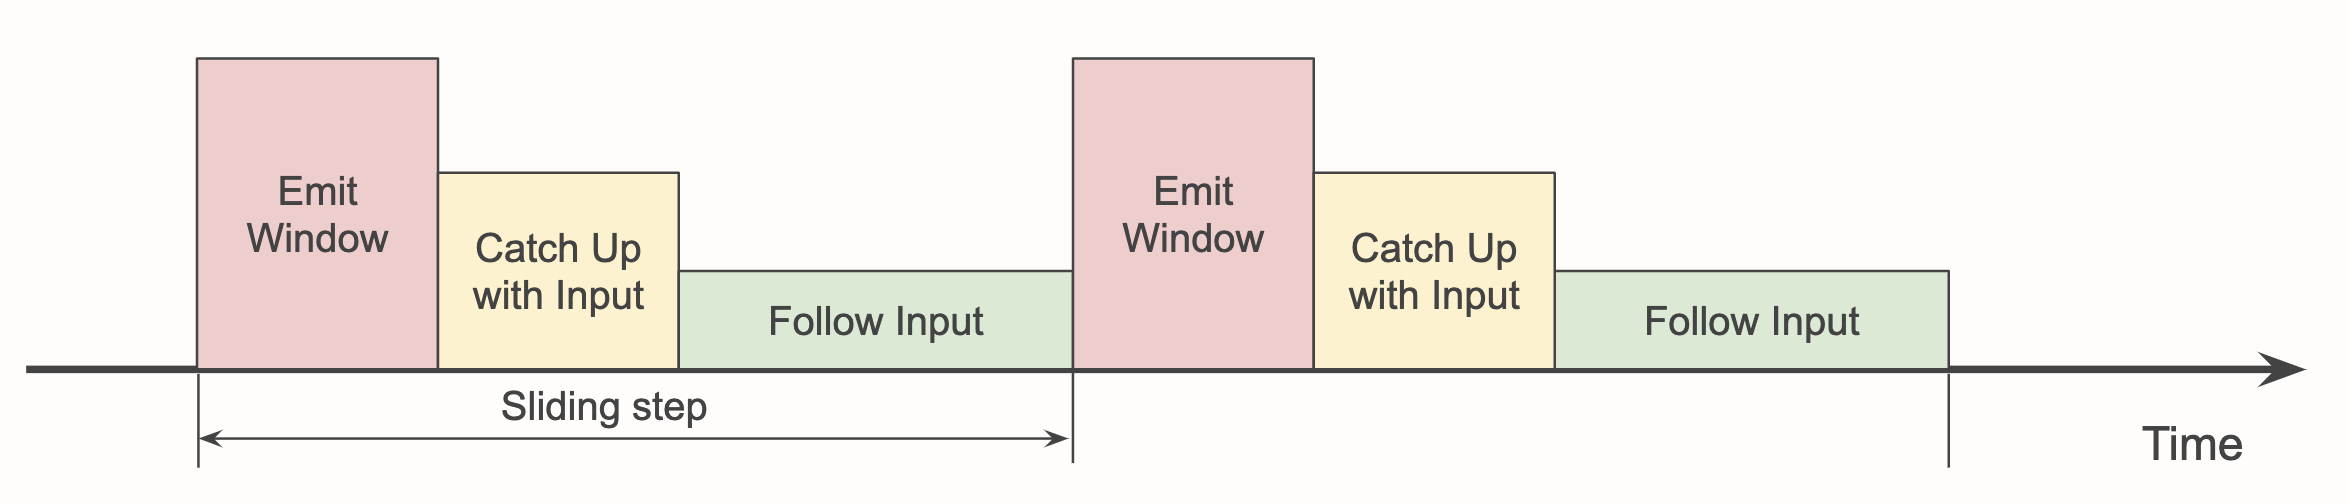 Emit
Window
Catch Up
with Input
Follow Input
Emit
Window
Catch Up
with Input
Follow Input
Sliding step
Time